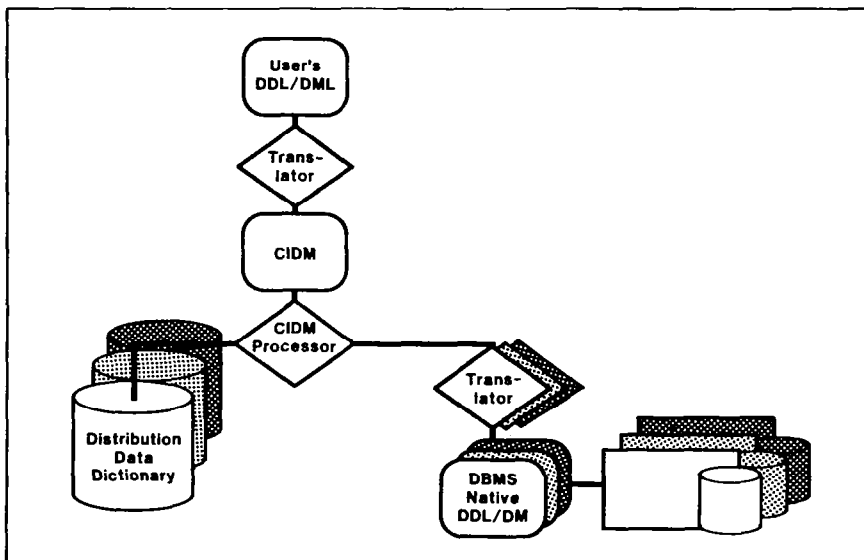 User's
DDL/DML
Trans-
lator
CIDM
CIDM
Processor
Trans-
lator
Distribution
Data
Dictionary
DBMS
Native
DDL/DM